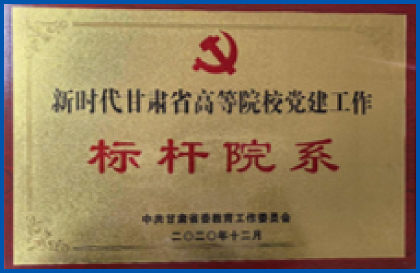 新时代甘肃省高等院校党建工作
标杆院系
中共甘肃省委教育工作委员会
二〇二〇年十二月